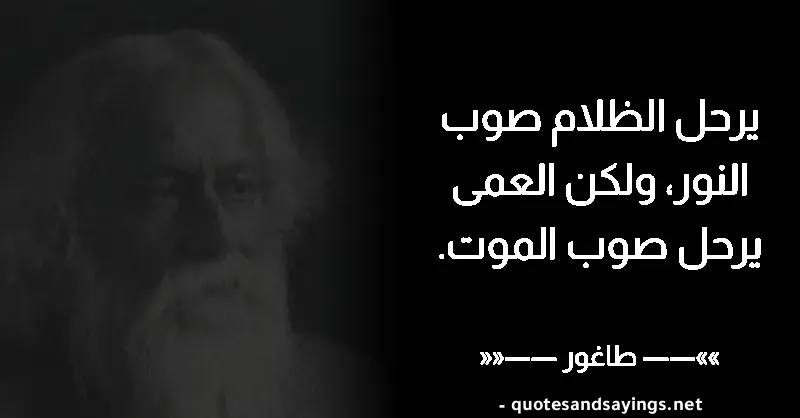 يرحل الظلام صوب
النور، ولكن العمى
يرحل صوب الموت.
»»—— طاغور ——««
- quotesandsayings.net